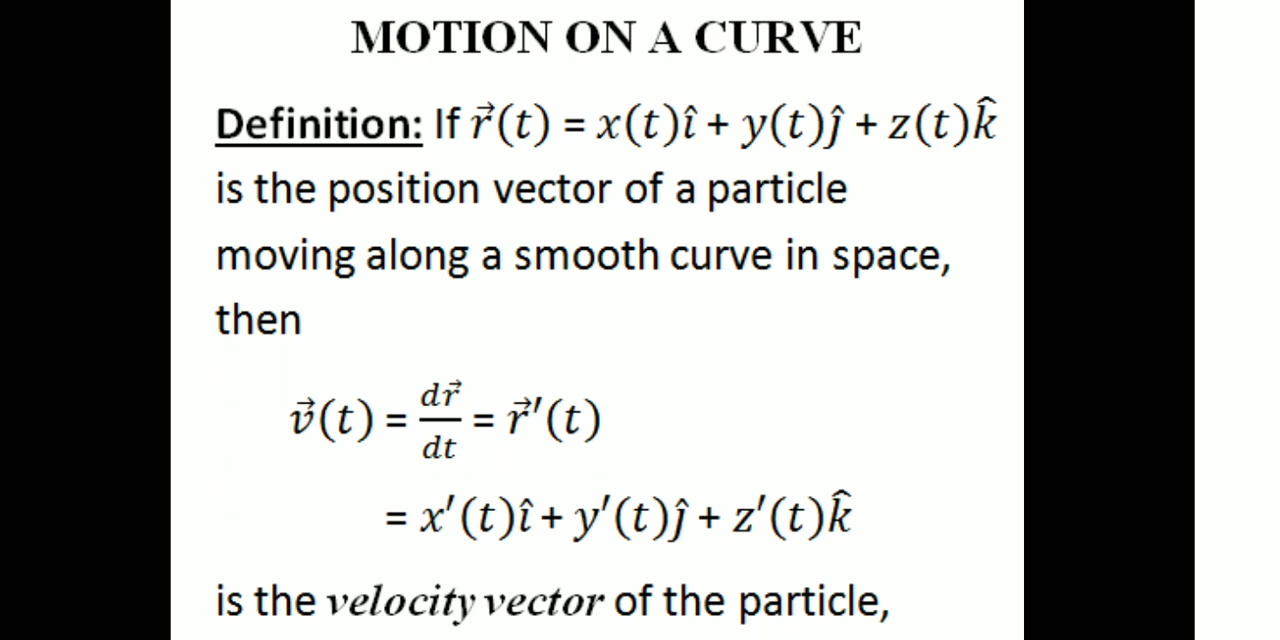 MOTION ON A CURVE
Definition: If r⃗(t) = x(t)î + y(t)ĵ + z(t)k̂
is the position vector of a particle
moving along a smooth curve in space,
then
v⃗(t) = dr⃗/dt = r⃗′(t)
= x′(t)î + y′(t)ĵ + z′(t)k̂
is the velocity vector of the particle,